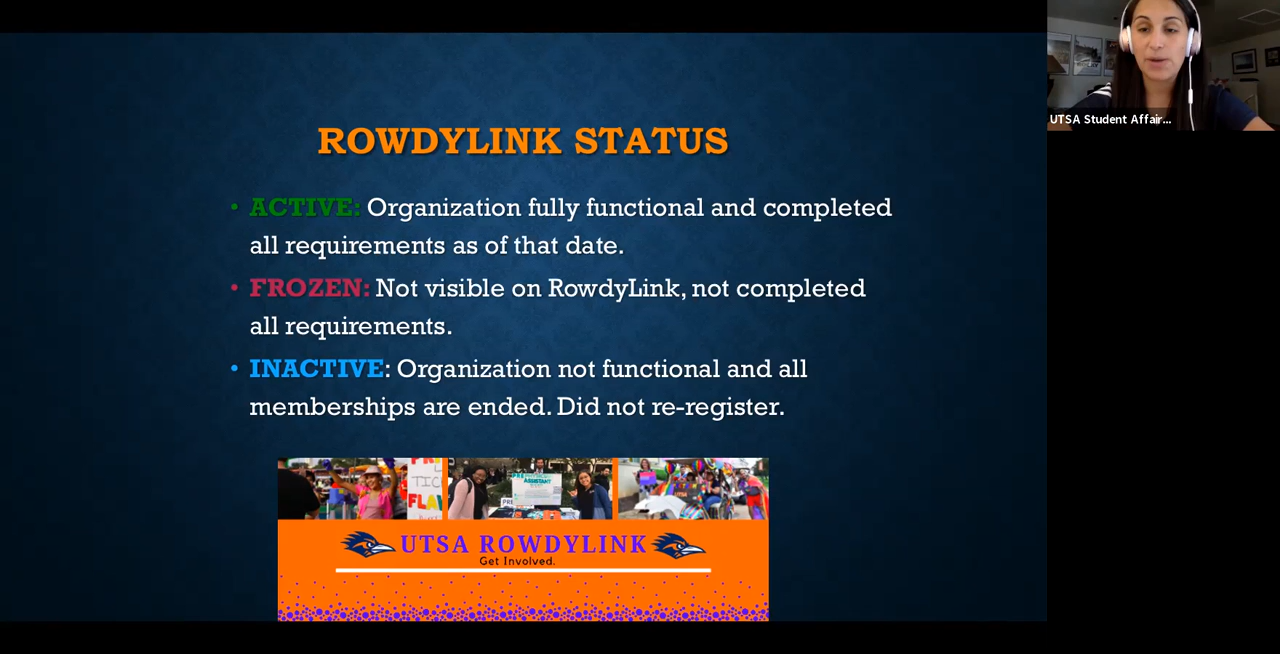 ROWDYLINK STATUS
• ACTIVE: Organization fully functional and completed
all requirements as of that date.
• FROZEN: Not visible on RowdyLink, not completed
all requirements.
• INACTIVE: Organization not functional and all
memberships are ended. Did not re-register.
UTSA ROWDYLINK
Get Involved.
UTSA Student Affair...